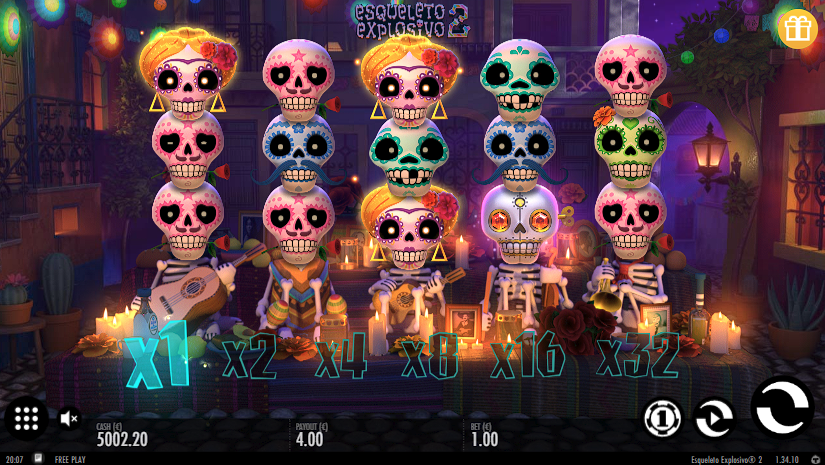 esqueleto
explosivo 2
x1 x2 x4 x8 x16 x32
CASH (€) PAYOUT (€) BET (€)
5002.20 4.00 1.00
1
20:07 FREE PLAY Esqueleto Explosivo® 2 1.34.10